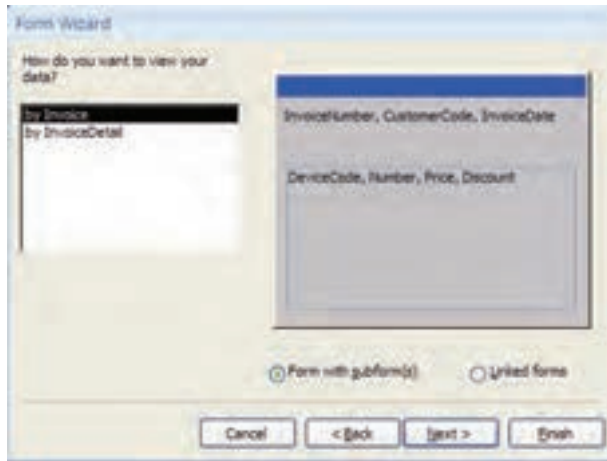 Form Wizard
How do you want to view your
data?
by Invoice
by InvoiceDetail
InvoiceNumber, CustomerCode, InvoiceDate
DeviceCode, Number, Price, Discount
Form with subform(s)
Linked forms
Cancel
< Back
Next >
Finish